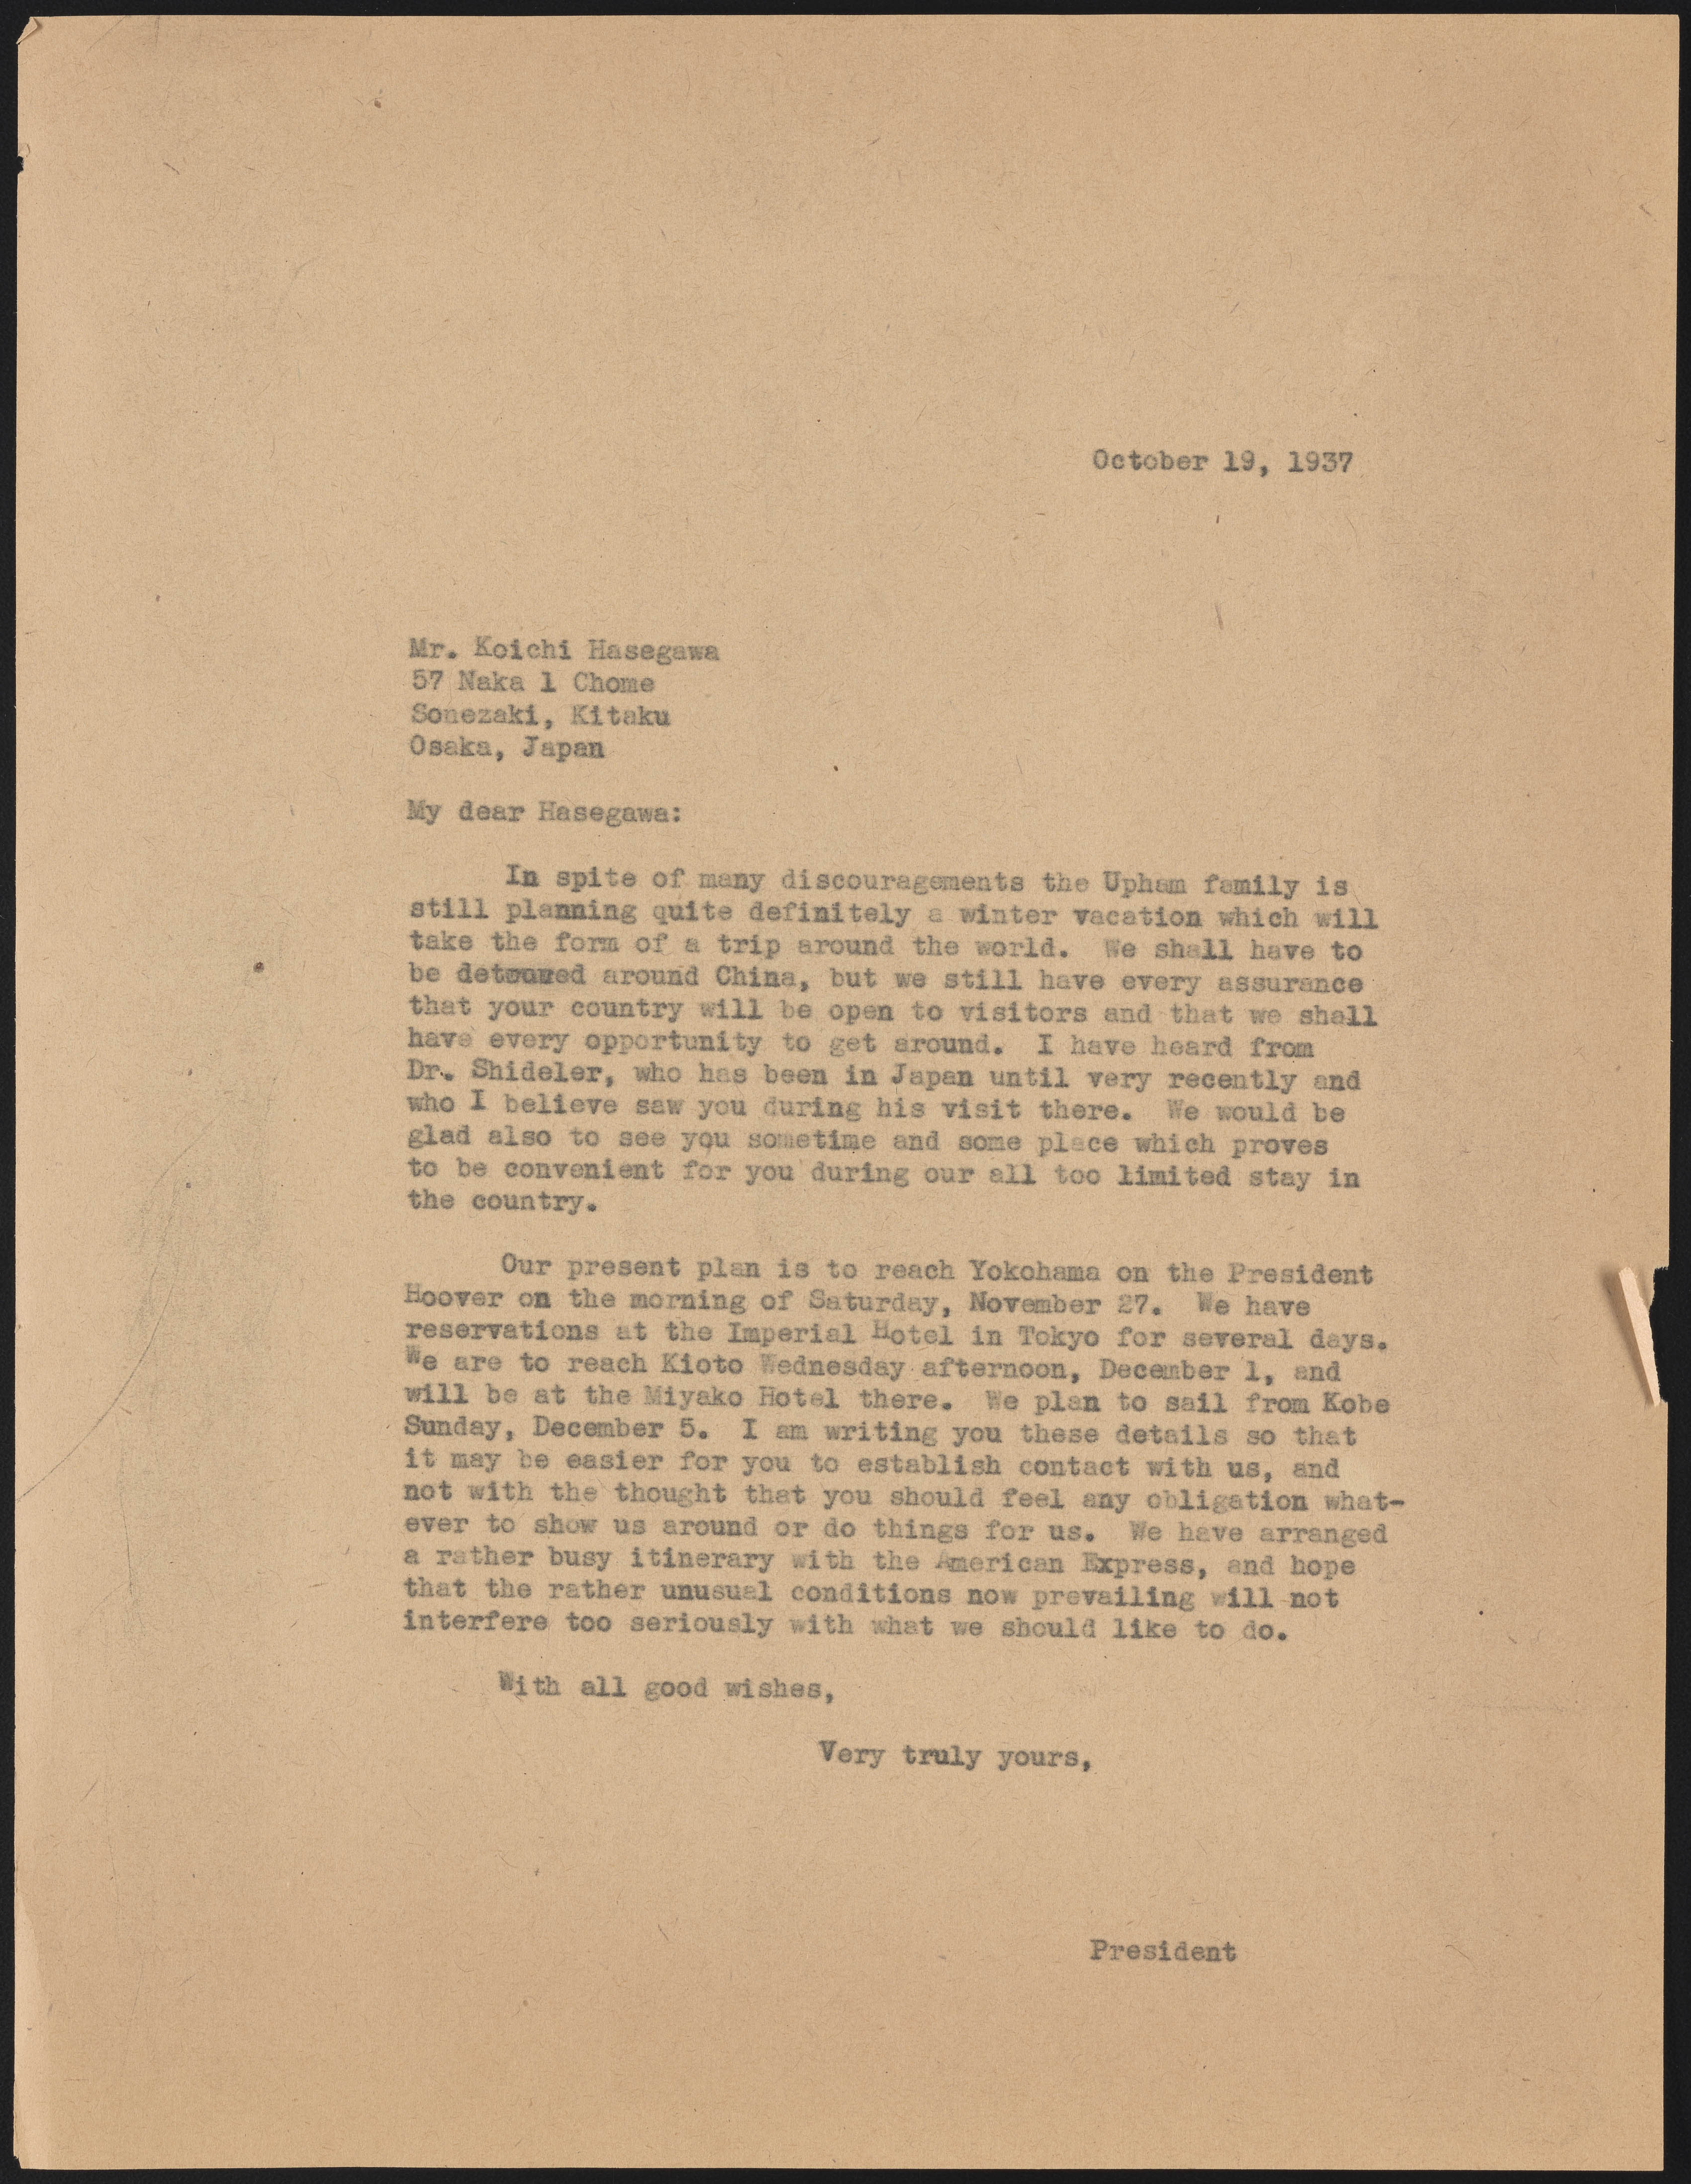 October 19, 1937
Mr. Koichi Hasegawa
57 Naka 1 Chome
Sonezaki, Kitaku
Osaka, Japan
My dear Hasegawa:
In spite of many discouragements the Upham family is
still planning quite definitely a winter vacation which will
take the form of a trip around the world. We shall have to
be detoured around China, but we still have every assurance
that your country will be open to visitors and that we shall
have every opportunity to get around. I have heard from
Dr. Shideler, who has been in Japan until very recently and
who I believe saw you during his visit there. We would be
glad also to see you sometime and some place which proves
to be convenient for you during our all too limited stay in
the country.
Our present plan is to reach Yokohama on the President
Hoover on the morning of Saturday, November 27. We have
reservations at the Imperial Hotel in Tokyo for several days.
We are to reach Kioto Wednesday afternoon, December 1, and
will be at the Miyako Hotel there. We plan to sail from Kobe
Sunday, December 5. I am writing you these details so that
it may be easier for you to establish contact with us, and
not with the thought that you should feel any obligation what-
ever to show us around or do things for us. We have arranged
a rather busy itinerary with the American Express, and hope
that the rather unusual conditions now prevailing will not
interfere too seriously with what we should like to do.
With all good wishes,
Very truly yours,
President